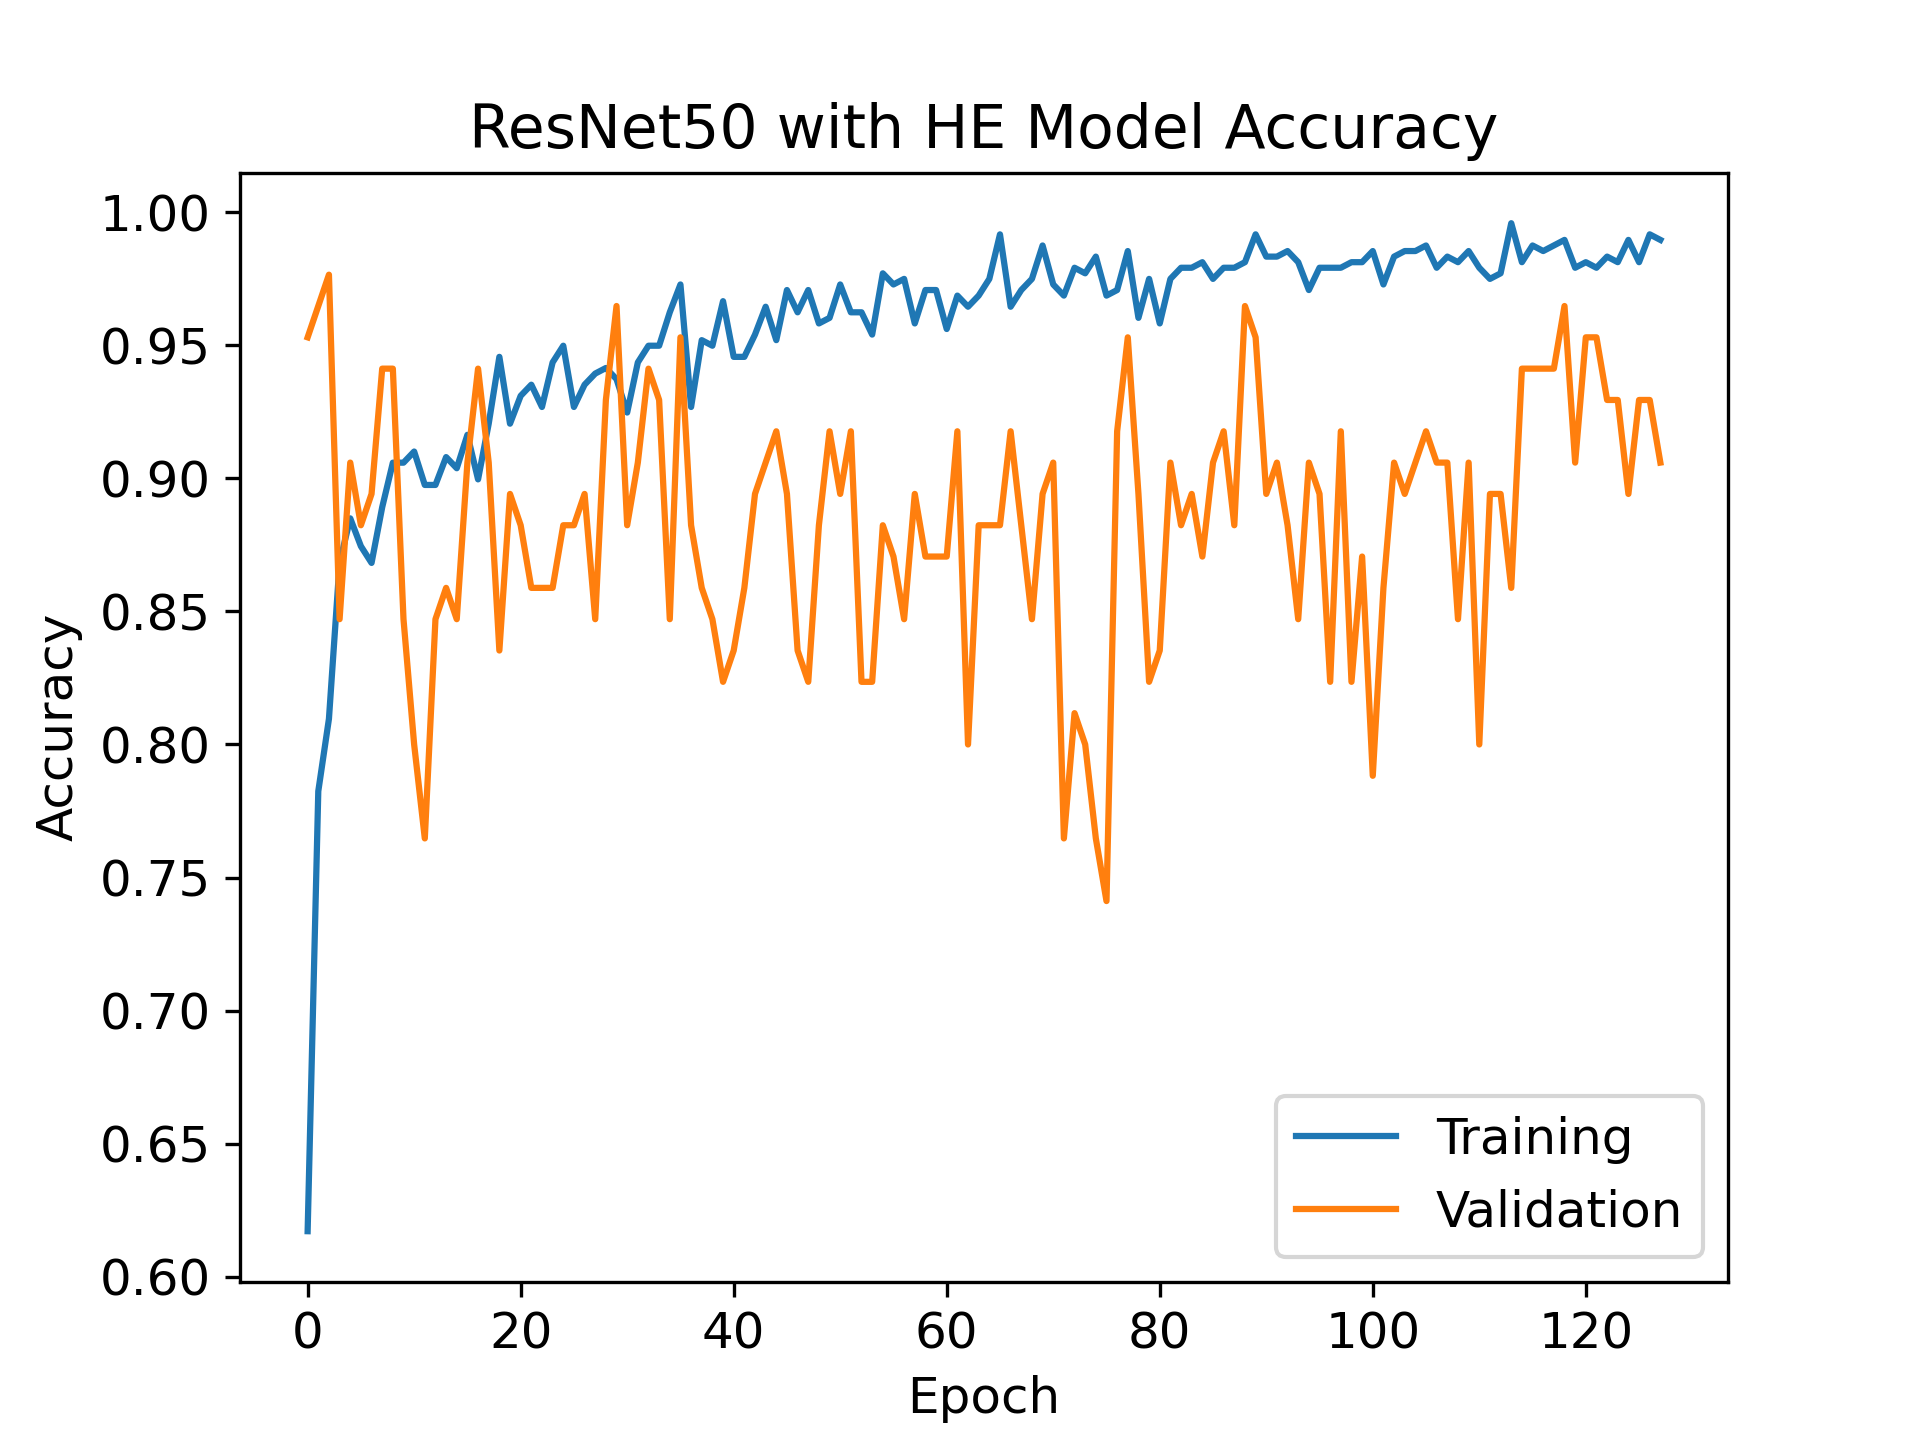 ResNet50 with HE Model Accuracy
1.00
0.95
0.90
0.85
0.80
0.75
0.70
0.65
0.60
Accuracy
0 20 40 60 80 100 120
Epoch
Training
Validation